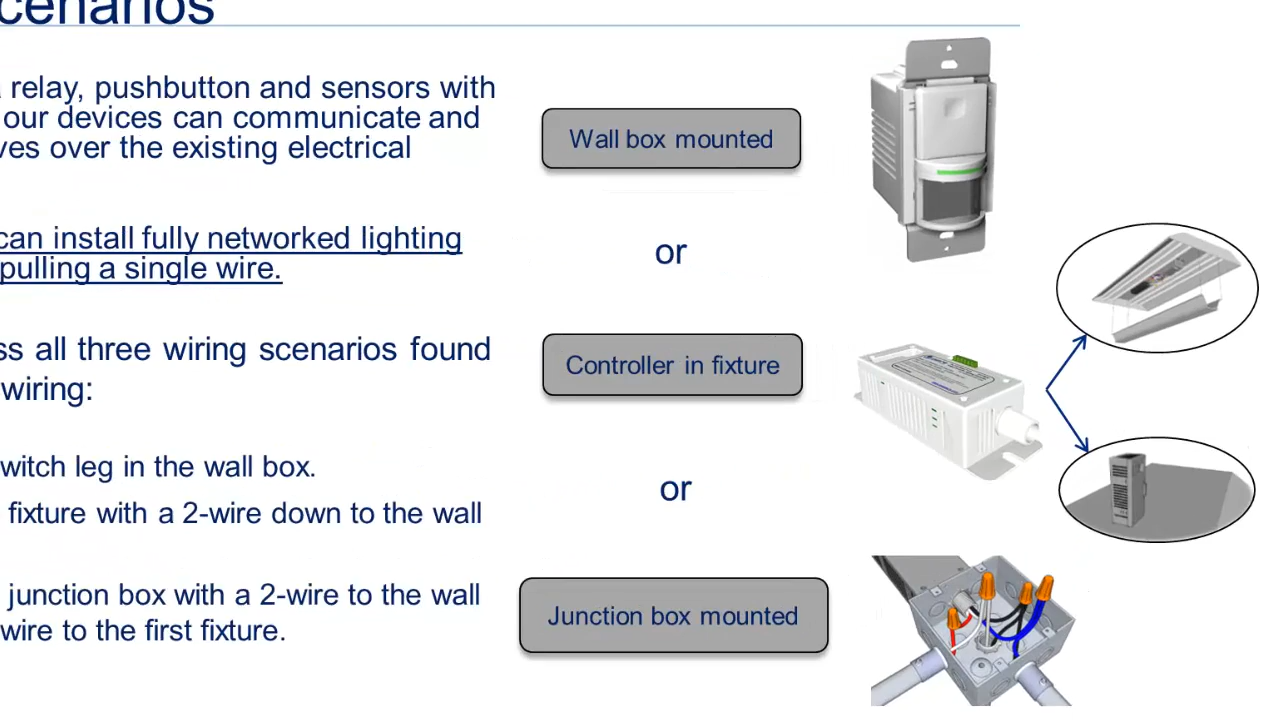 cenarios
relay, pushbutton and sensors with
our devices can communicate and
ves over the existing electrical
can install fully networked lighting
pulling a single wire.
ss all three wiring scenarios found
wiring:
witch leg in the wall box.
fixture with a 2-wire down to the wall
junction box with a 2-wire to the wall
wire to the first fixture.
Wall box mounted
or
Controller in fixture
or
Junction box mounted